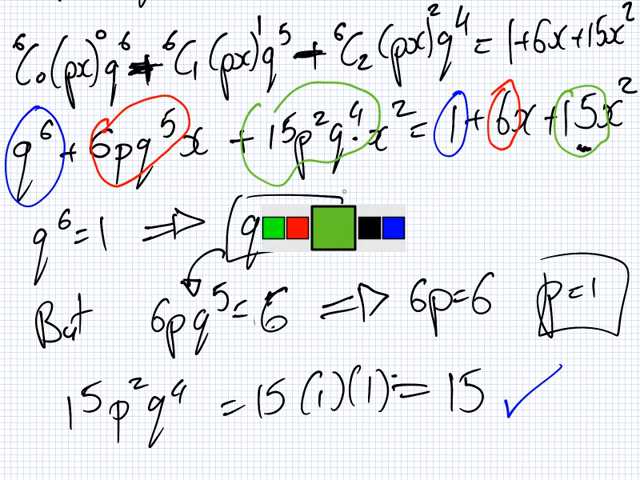 ⁶C₀(px)⁰q⁶ + ⁶C₁(px)¹q⁵ + ⁶C₂(px)²q⁴ = 1+6x+15x²
q⁶ + 6pq⁵x + 15p²q⁴·x² = 1+6x+15x²
q⁶=1 ⇒ q
But 6pq⁵=6 ⇒ 6p=6 p=1
15p²q⁴ = 15(1)(1) = 15 ✓